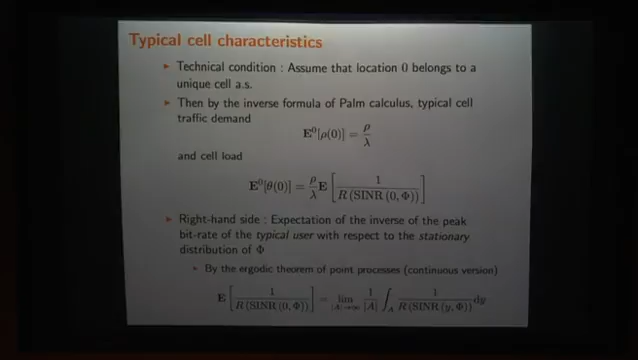 Typical cell characteristics
▸ Technical condition : Assume that location 0 belongs to a
unique cell a.s.
▸ Then by the inverse formula of Palm calculus, typical cell
traffic demand
E⁰[ρ(0)] = ρ/λ
and cell load
E⁰[θ(0)] = ρ/λ E [ 1 / R (SINR (0, Φ)) ]
▸ Right-hand side : Expectation of the inverse of the peak
bit-rate of the typical user with respect to the stationary
distribution of Φ
▸ By the ergodic theorem of point processes (continuous version)
E [ 1 / R (SINR (0, Φ)) ] = lim |A|→∞ 1/|A| ∫_A 1 / R (SINR (y, Φ)) dy